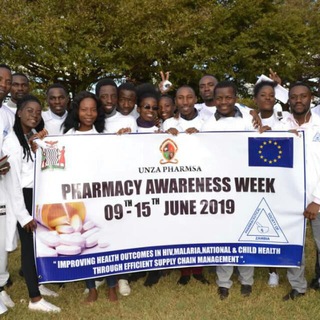 UNZA PHARMSA
PHARMACY AWARENESS WEEK
09TH - 15TH JUNE 2019
"IMPROVING HEALTH OUTCOMES IN HIV,MALARIA,NATIONAL & CHILD HEALTH
THROUGH EFFICIENT SUPPLY CHAIN MANAGEMENT"
ZAMBIA